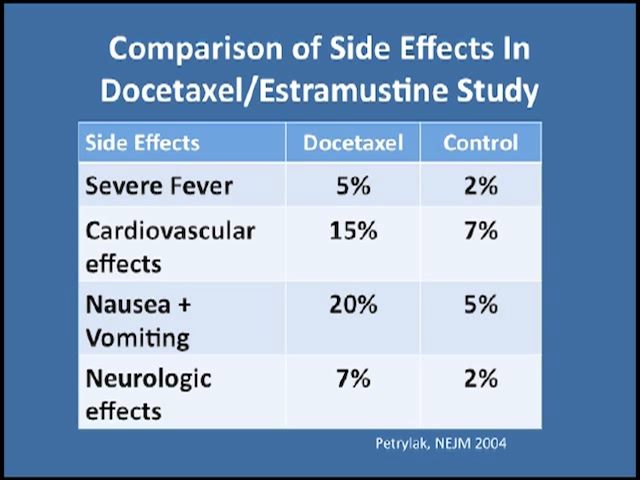 Comparison of Side Effects In
Docetaxel/Estramustine Study
Side Effects Docetaxel Control
Severe Fever 5% 2%
Cardiovascular 15% 7%
effects
Nausea + 20% 5%
Vomiting
Neurologic 7% 2%
effects
Petrylak, NEJM 2004